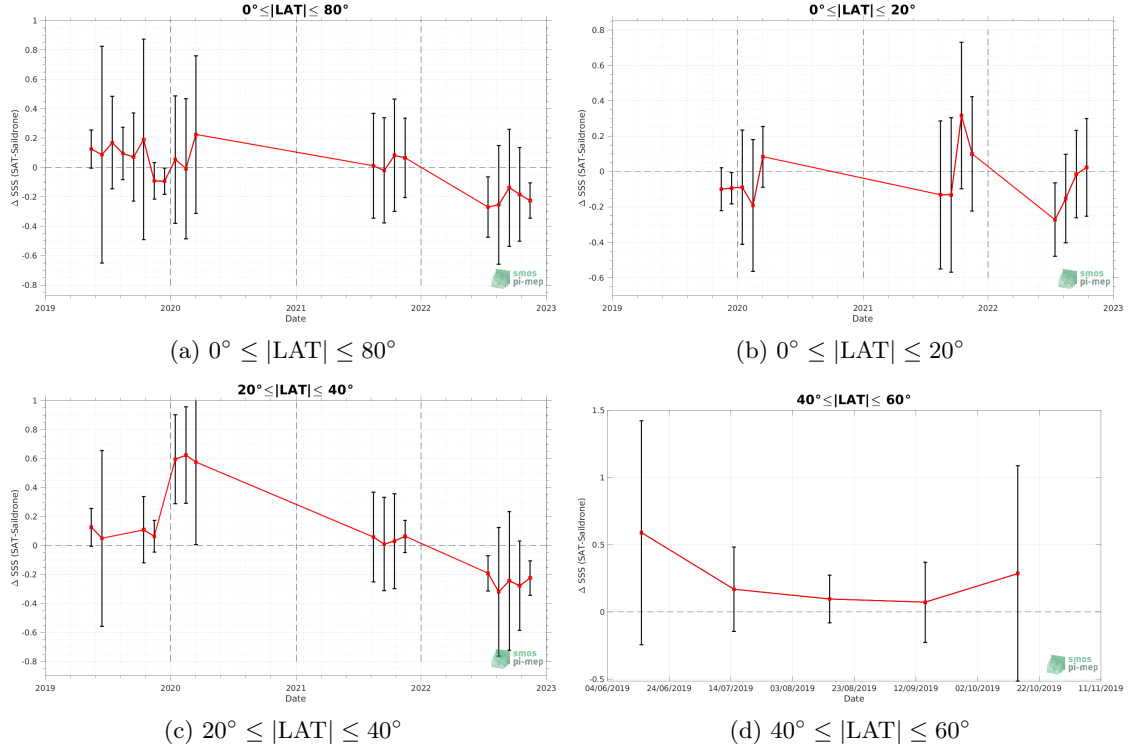 0°≤|LAT|≤ 80°
1
0.8
0.6
0.4
0.2
0
-0.2
-0.4
-0.6
-0.8
Δ SSS (SAT-Saildrone)
2019
2020
2021
2022
2023
Date
smos
pi-mep
(a) 0° ≤ |LAT| ≤ 80°
0°≤|LAT|≤ 20°
0.8
0.6
0.4
0.2
0
-0.2
-0.4
-0.6
Δ SSS (SAT-Saildrone)
2019
2020
2021
2022
2023
Date
smos
pi-mep
(b) 0° ≤ |LAT| ≤ 20°
20°≤|LAT|≤ 40°
1
0.8
0.6
0.4
0.2
0
-0.2
-0.4
-0.6
-0.8
Δ SSS (SAT-Saildrone)
2019
2020
2021
2022
2023
Date
smos
pi-mep
(c) 20° ≤ |LAT| ≤ 40°
40°≤|LAT|≤ 60°
1.5
1
0.5
0
-0.5
Δ SSS (SAT-Saildrone)
04/06/2019
24/06/2019
14/07/2019
03/08/2019
23/08/2019
12/09/2019
02/10/2019
22/10/2019
11/11/2019
Date
smos
pi-mep
(d) 40° ≤ |LAT| ≤ 60°